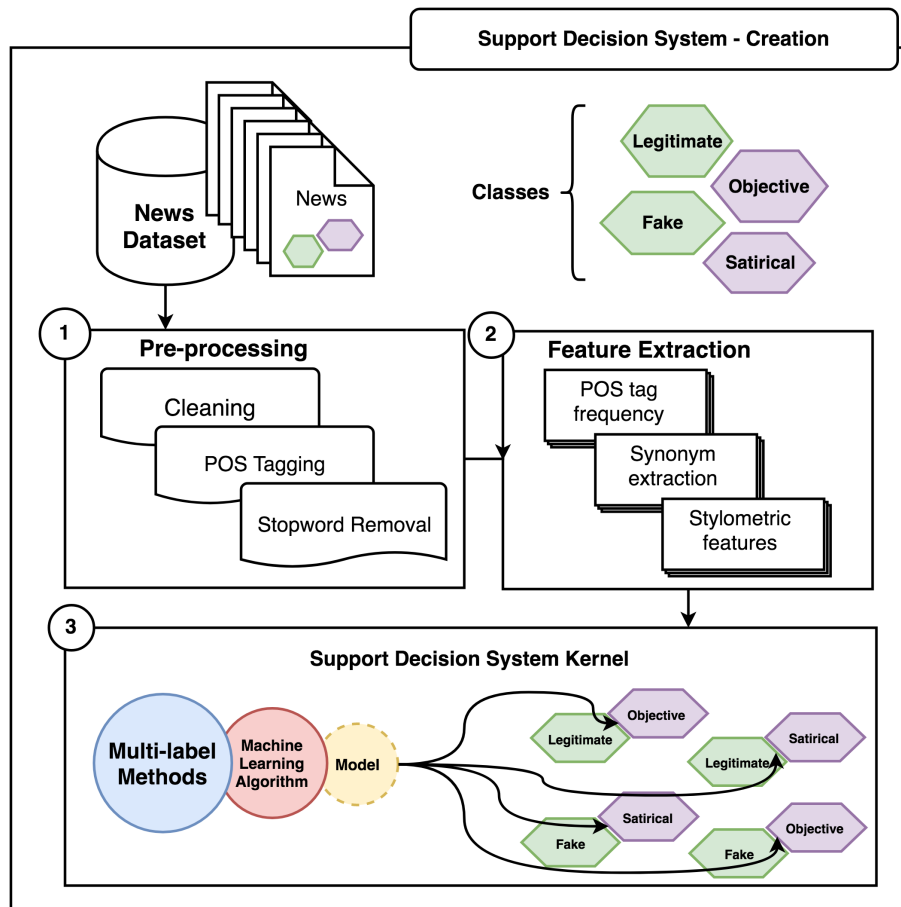 Support Decision System - Creation
News
Dataset
News
Classes
Legitimate
Objective
Fake
Satirical
1
Pre-processing
Cleaning
POS Tagging
Stopword Removal
2
Feature Extraction
POS tag
frequency
Synonym
extraction
Stylometric
features
3
Support Decision System Kernel
Multi-label
Methods
Machine
Learning
Algorithm
Model
Legitimate
Objective
Legitimate
Satirical
Fake
Satirical
Fake
Objective